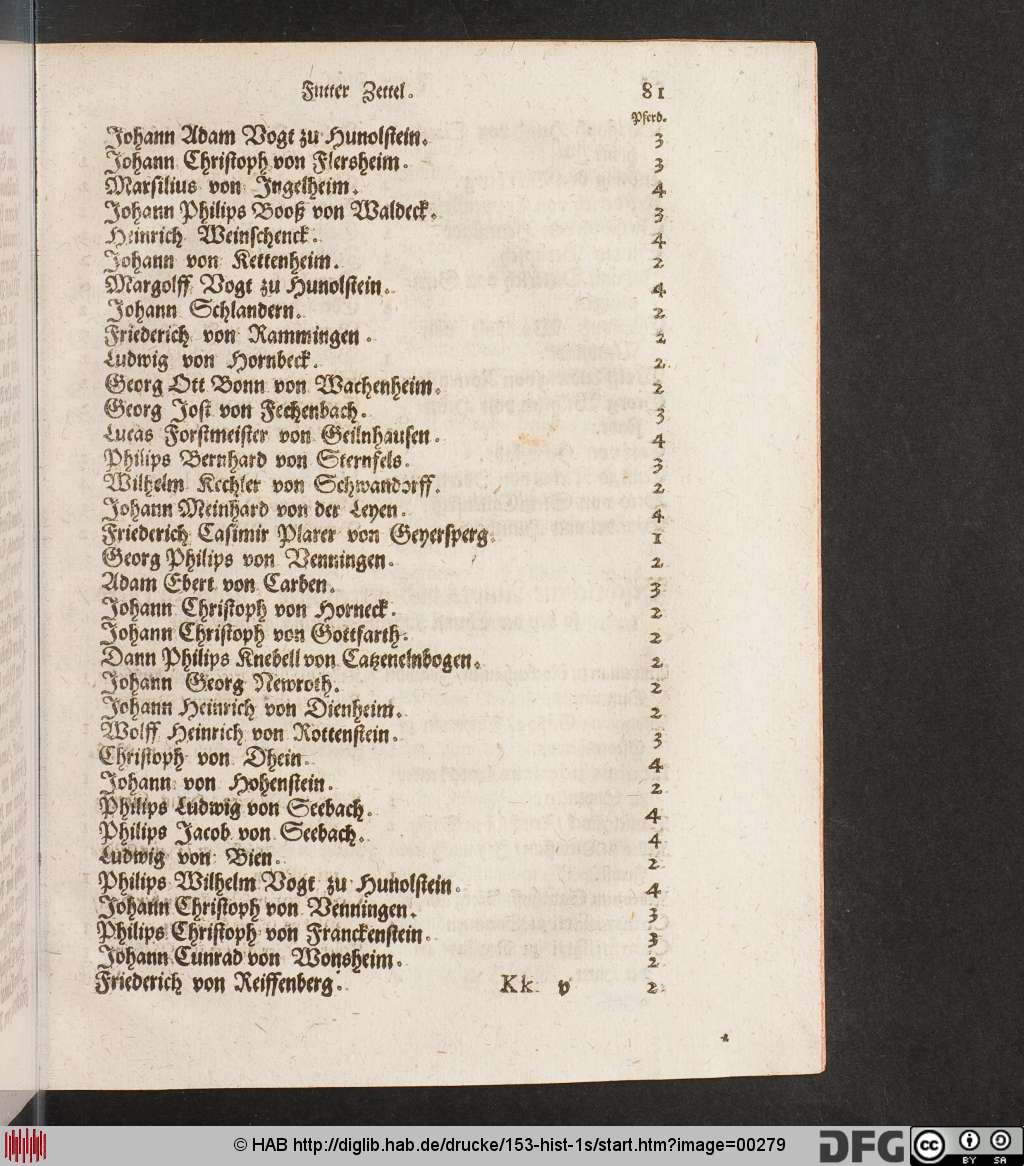 Futter Zettel. 81
Pferd.
Johann Adam Vogt zu Hunolstein. 3
Johann Christoph von Flersheim. 3
Marsilius von Ingelheim. 4
Johann Philips Booß von Waldeck. 3
Heinrich Weinschenck. 4
Johann von Kettenheim. 2
Margolff Vogt zu Hunolstein. 4
Johann Schlandern. 2
Friederich von Rammingen. 2
Ludwig von Hornbeck. 2
Georg Ott Bonn von Wachenheim. 2
Georg Jost von Fechenbach. 3
Lucas Forstmeister von Geilnhausen. 4
Philips Bernhard von Sternfels. 3
Wilhelm Kechler von Schwandorff. 2
Johann Meinhard von der Leyen. 4
Friederich Casimir Plarer von Geyersperg. 1
Georg Philips von Venningen. 2
Adam Ebert von Carben. 3
Johann Christoph von Horneck. 2
Johann Christoph von Gottfarth. 2
Dann Philips Knebell von Catzenelnbogen. 2
Johann Georg Newroth. 2
Johann Heinrich von Dienheim. 2
Wolff Heinrich von Rottenstein. 3
Christoph von Dhein. 4
Johann von Hohenstein. 2
Philips Ludwig von Seebach. 4
Philips Jacob von Seebach. 4
Ludwig von Bien. 2
Philips Wilhelm Vogt zu Hunolstein. 4
Johann Christoph von Venningen. 3
Philips Christoph von Franckenstein. 3
Johann Cunrad von Wonsheim. 2
Friederich von Reiffenberg. Kk v 2
© HAB http://diglib.hab.de/drucke/153-hist-1s/start.htm?image=00279 DFG cc BY SA